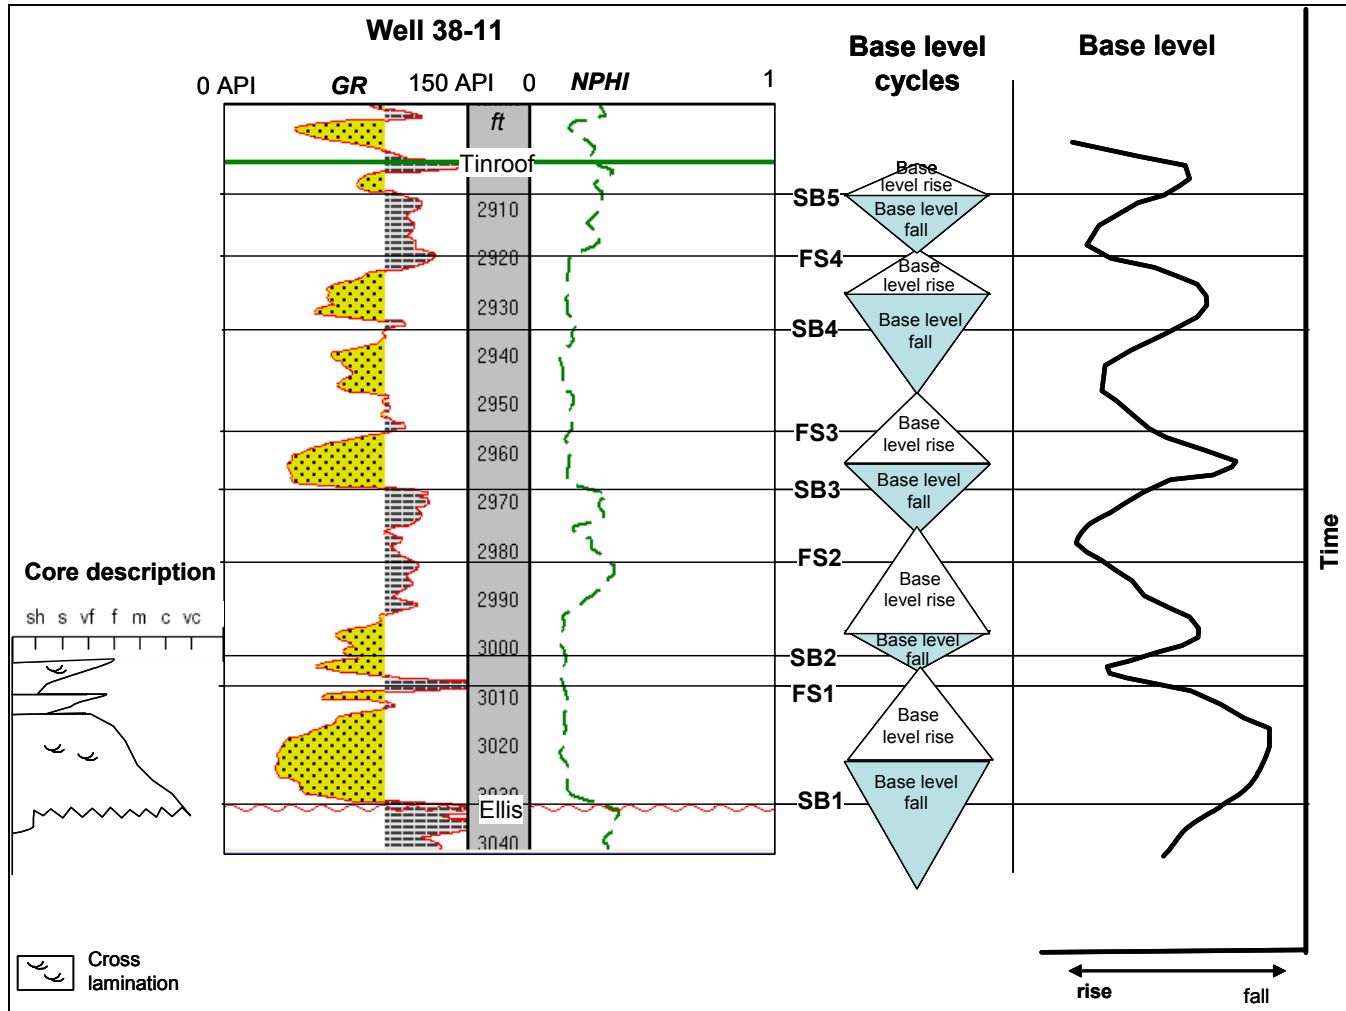 Well 38-11
Base level
cycles
Base level
0 API
GR
150 API
0
NPHI
1
ft
Tinroof
2910
2920
2930
2940
2950
2960
2970
2980
2990
3000
3010
3020
3030
Ellis
3040
SB5
FS4
SB4
FS3
SB3
FS2
SB2
FS1
SB1
Base
level rise
Base level
fall
Base
level rise
Base level
fall
Base
level rise
Base level
fall
Base
level rise
Base level
fall
Base
level rise
Base level
fall
Time
rise
fall
Core description
sh s vf f m c vc
Cross
lamination